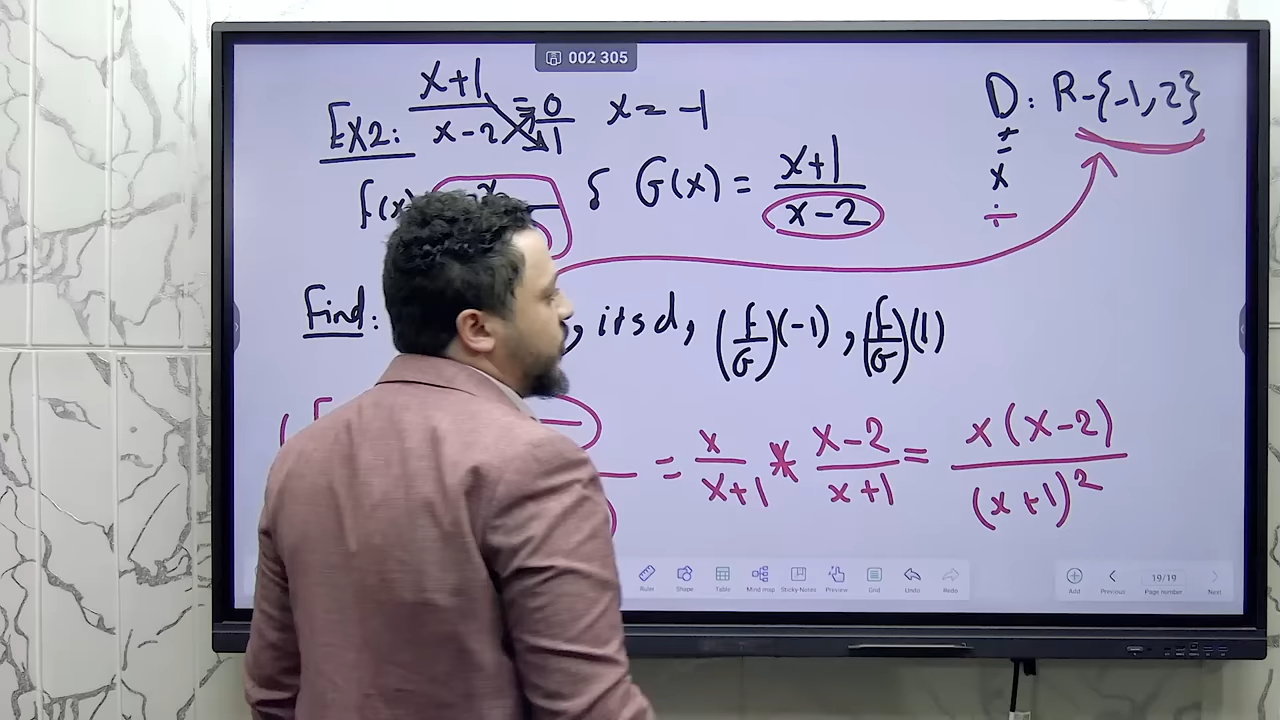 002 305
x+1/x-2 = 0/1 x = -1
EX2:
D: R-{-1,2}
±
x
÷
f(x) x & G(x) = x+1/x-2
Find: , its d, (f/G)(-1), (f/G)(1)
= x/x+1 * x-2/x+1 = x(x-2)/(x+1)²
Ruler Shape Table Mind map Sticky-Notes Preview Grid Undo Redo Add Previous 19/19 Page number Next